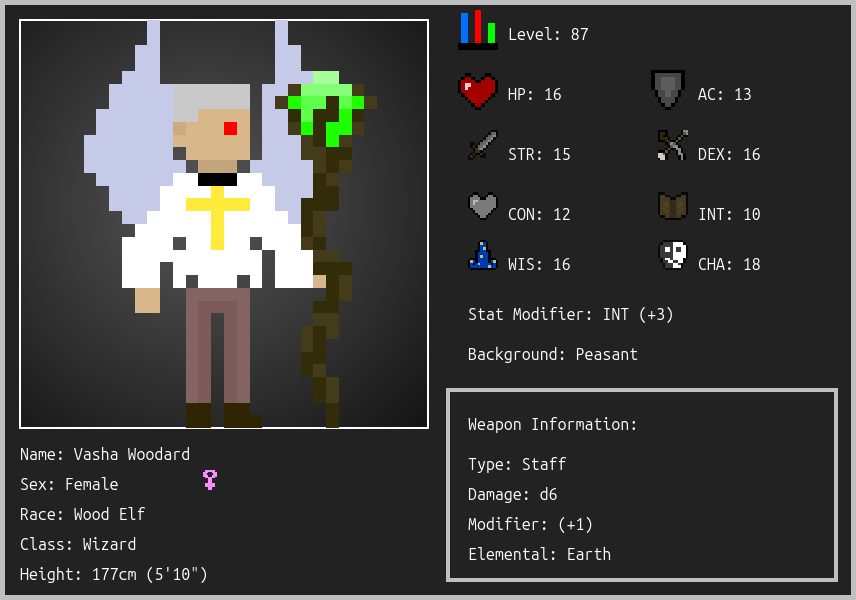 Level: 87
HP: 16
AC: 13
STR: 15
DEX: 16
CON: 12
INT: 10
WIS: 16
CHA: 18
Stat Modifier: INT (+3)
Background: Peasant
Weapon Information:
Type: Staff
Damage: d6
Modifier: (+1)
Elemental: Earth
Name: Vasha Woodard
Sex: Female
Race: Wood Elf
Class: Wizard
Height: 177cm (5'10")